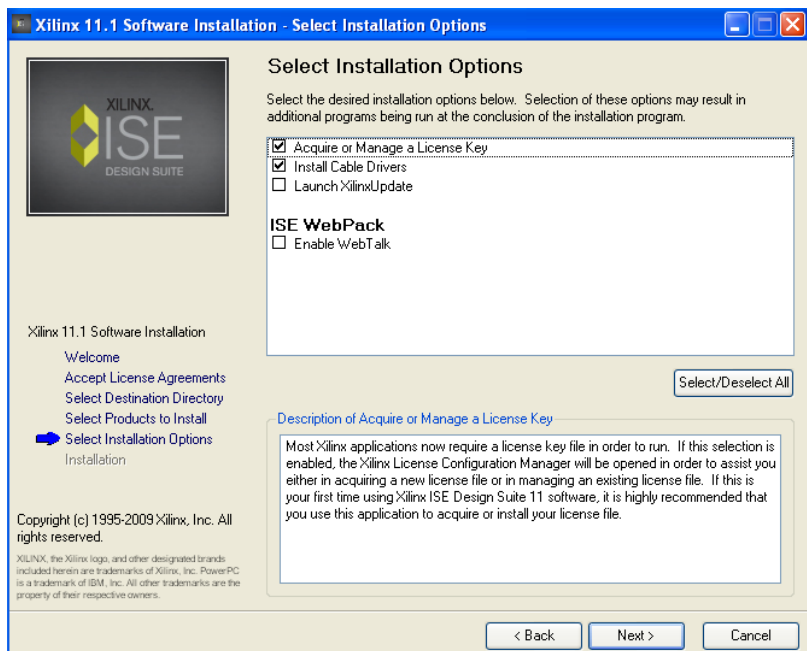 Xilinx 11.1 Software Installation - Select Installation Options
XILINX.
ISE
DESIGN SUITE
Xilinx 11.1 Software Installation
Welcome
Accept License Agreements
Select Destination Directory
Select Products to Install
Select Installation Options
Installation
Copyright (c) 1995-2009 Xilinx, Inc. All
rights reserved.
XILINX, the Xilinx logo, and other designated brands
included herein are trademarks of Xilinx, Inc. PowerPC
is a trademark of IBM, Inc. All other trademarks are the
property of their respective owners.
Select Installation Options
Select the desired installation options below. Selection of these options may result in
additional programs being run at the conclusion of the installation program.
Acquire or Manage a License Key
Install Cable Drivers
Launch XilinxUpdate
ISE WebPack
Enable WebTalk
Select/Deselect All
Description of Acquire or Manage a License Key
Most Xilinx applications now require a license key file in order to run. If this selection is
enabled, the Xilinx License Configuration Manager will be opened in order to assist you
either in acquiring a new license file or in managing an existing license file. If this is
your first time using Xilinx ISE Design Suite 11 software, it is highly recommended that
you use this application to acquire or install your license file.
< Back
Next >
Cancel